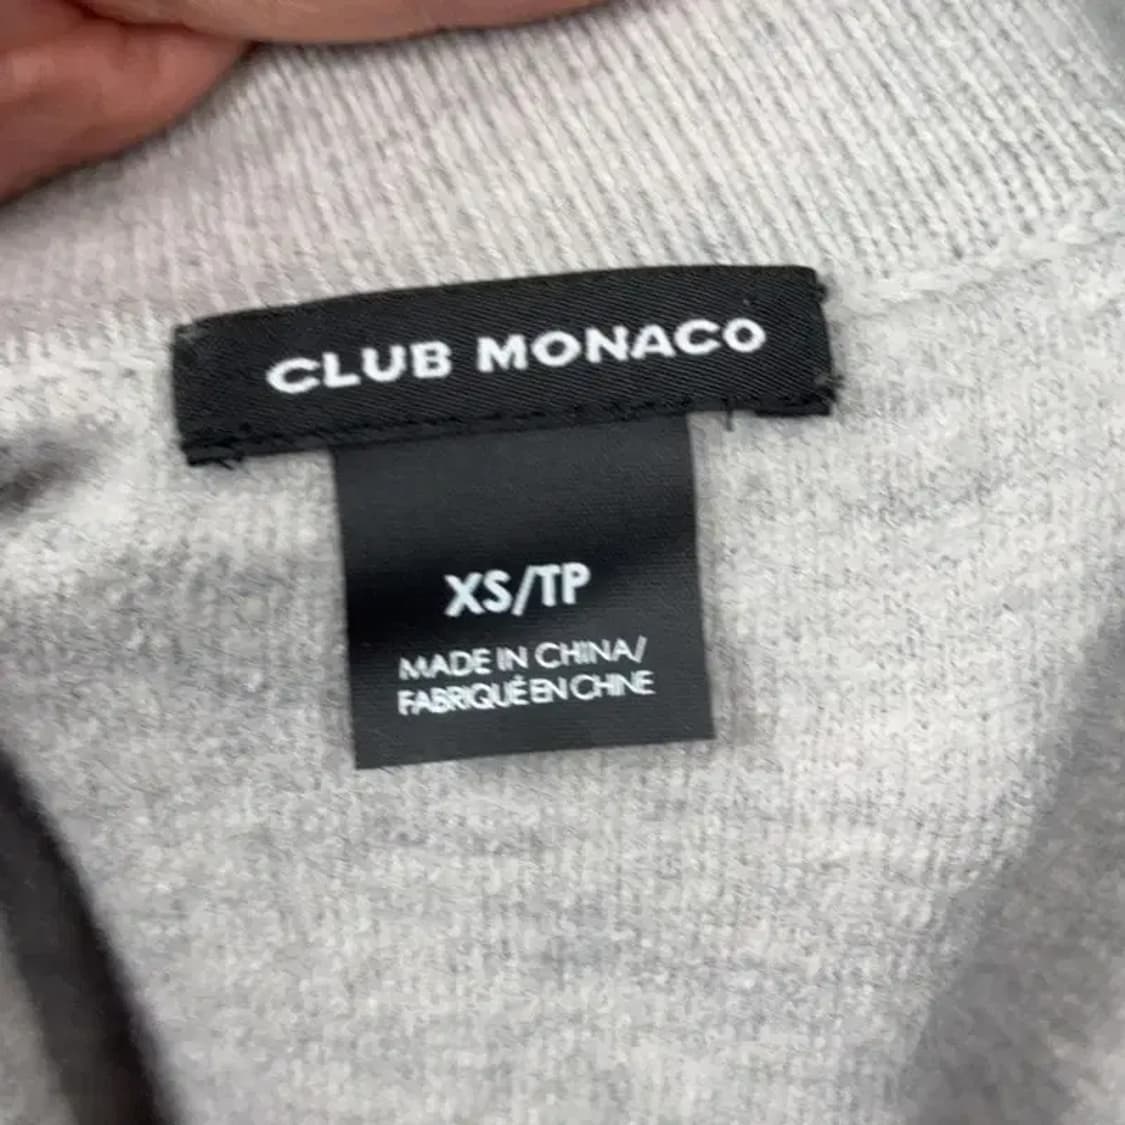 CLUB MONACO
XS/TP
MADE IN CHINA/
FABRIQUÉ EN CHINE